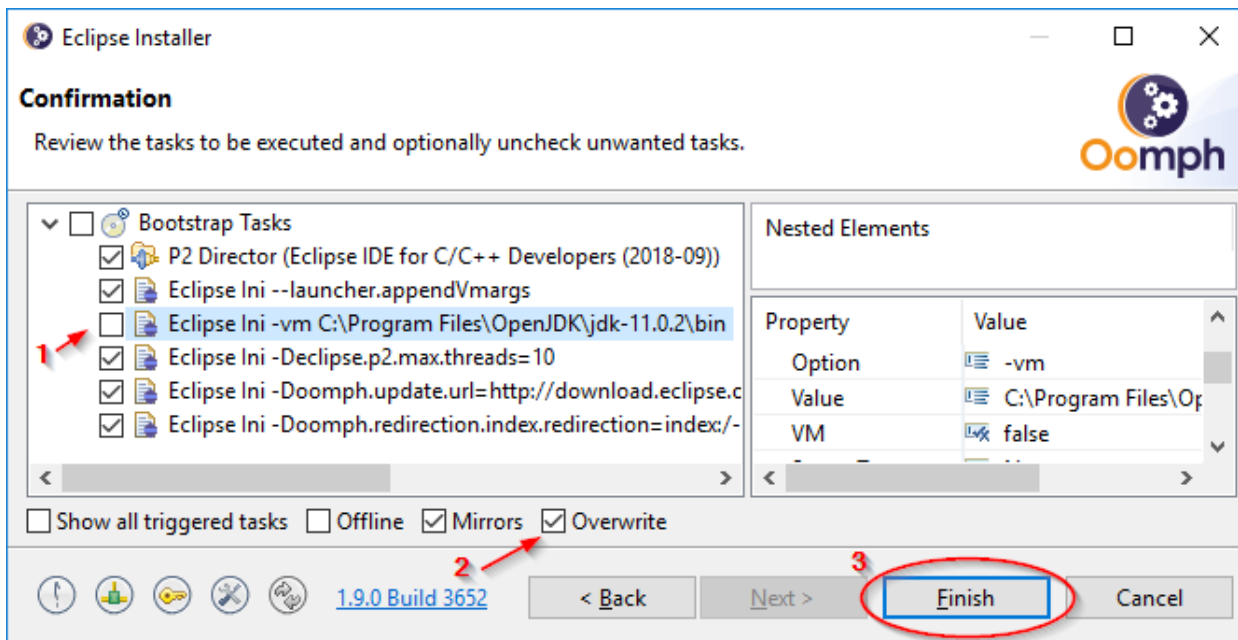 Eclipse Installer
Confirmation
Review the tasks to be executed and optionally uncheck unwanted tasks.
Oomph
Bootstrap Tasks
P2 Director (Eclipse IDE for C/C++ Developers (2018-09))
Eclipse Ini --launcher.appendVmargs
Eclipse Ini -vm C:\Program Files\OpenJDK\jdk-11.0.2\bin
1
Eclipse Ini -Declipse.p2.max.threads=10
Eclipse Ini -Doomph.update.url=http://download.eclipse.c
Eclipse Ini -Doomph.redirection.index.redirection=index:/-
Nested Elements
Property Value
Option -vm
Value C:\Program Files\Op
VM false
Show all triggered tasks Offline Mirrors Overwrite
2
3
1.9.0 Build 3652 < Back Next > Finish Cancel